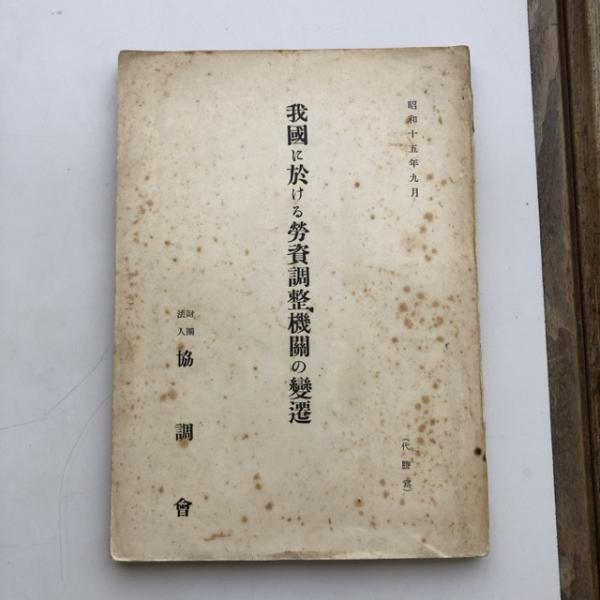 昭和十五年九月
我國に於ける勞資調整機關の變遷
(代謄寫)
財團法人 協調會